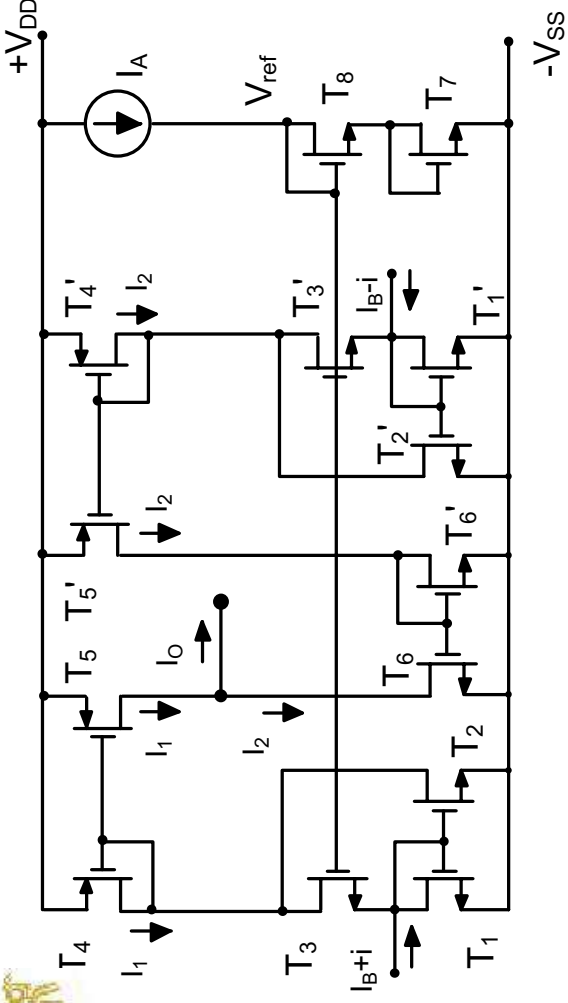 +V_DD
I_A
V_ref
T_8
T_7
-V_SS
T_4'
I_2
T_3'
I_B-i
T_1'
T_2'
I_2
T_5'
T_6'
T_5
I_O
I_1
I_2
T_6
T_2
T_4
I_1
T_3
I_B+i
T_1